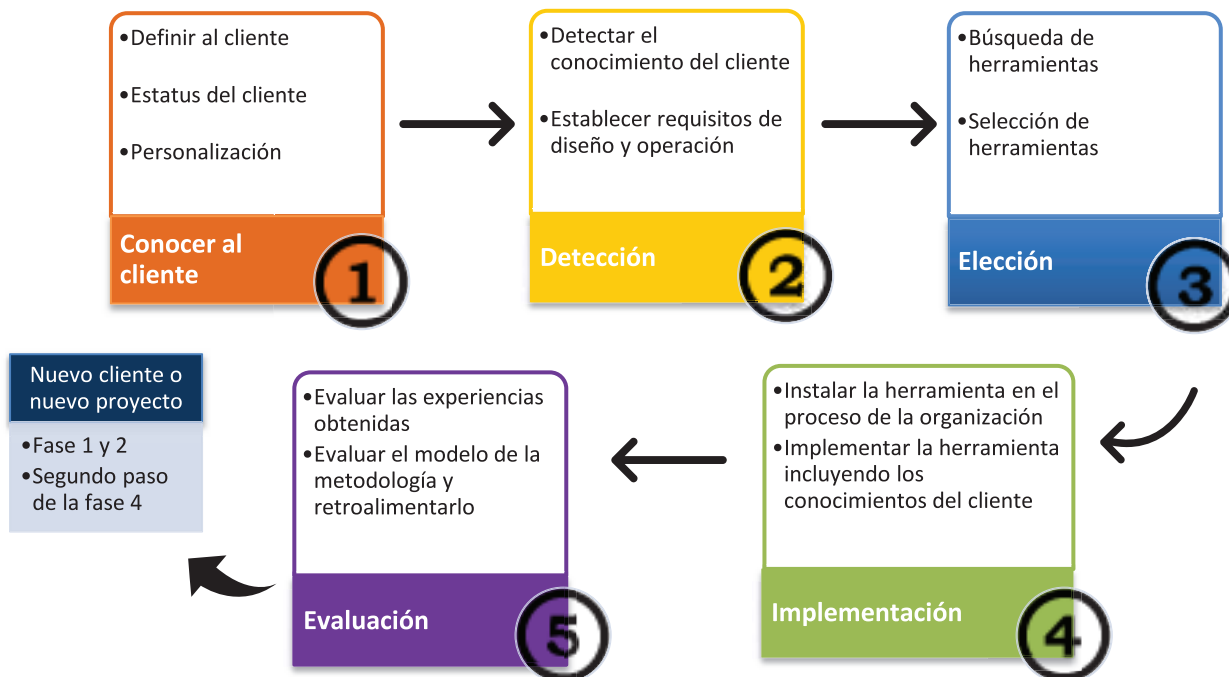 •Definir al cliente
•Estatus del cliente
•Personalización
Conocer al
cliente
1
•Detectar el
conocimiento del cliente
•Establecer requisitos de
diseño y operación
Detección
2
•Búsqueda de
herramientas
•Selección de
herramientas
Elección
3
•Instalar la herramienta en el
proceso de la organización
•Implementar la herramienta
incluyendo los
conocimientos del cliente
Implementación
4
•Evaluar las experiencias
obtenidas
•Evaluar el modelo de la
metodología y
retroalimentarlo
Evaluación
5
Nuevo cliente o
nuevo proyecto
•Fase 1 y 2
•Segundo paso
de la fase 4